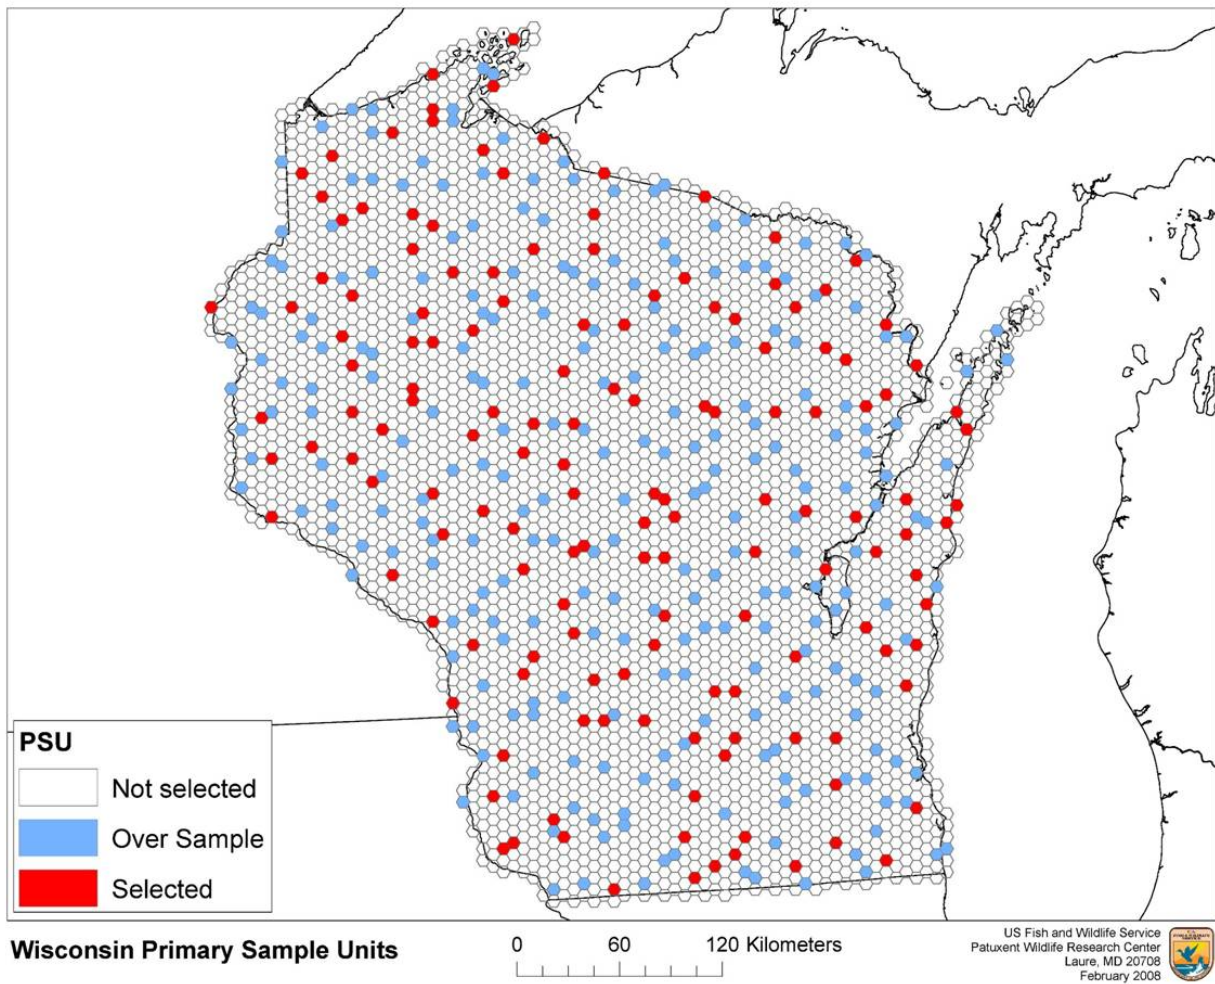 PSU
Not selected
Over Sample
Selected
Wisconsin Primary Sample Units
0 60 120 Kilometers
US Fish and Wildlife Service
Patuxent Wildlife Research Center
Laure, MD 20708
February 2008